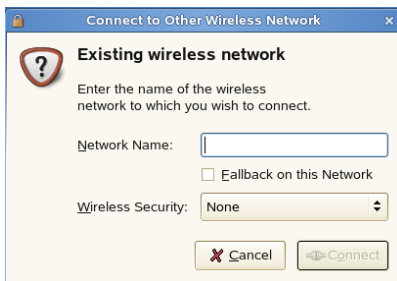 Connect to Other Wireless Network
Existing wireless network
Enter the name of the wireless
network to which you wish to connect.
Network Name:
Fallback on this Network
Wireless Security: None
Cancel Connect